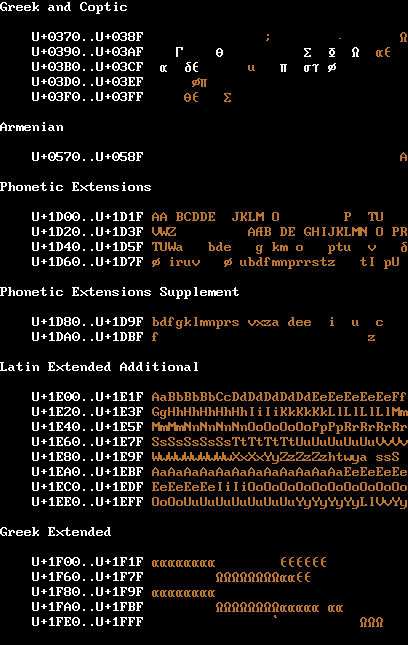 Greek and Coptic
U+0370..U+038F ; · Ω
U+0390..U+03AF Γ Θ Σ Φ Ω αε
U+03B0..U+03CF α δε u π στ φ
U+03D0..U+03EF φπ
U+03F0..U+03FF θε Σ
Armenian
U+0570..U+058F A
Phonetic Extensions
U+1D00..U+1D1F AA BCDDE JKLM O P TU
U+1D20..U+1D3F VWZ AÆB DE GHIJKLMN O PR
U+1D40..U+1D5F TUWa bde g km o ptu v δ
U+1D60..U+1D7F φ iruv φ ubdfmnprrstz tI pU
Phonetic Extensions Supplement
U+1D80..U+1D9F bdfgklmnprs vxza dee i u c
U+1DA0..U+1DBF f z
Latin Extended Additional
U+1E00..U+1E1F AaBbBbBbCcDdDdDdDdDdEeEeEeEeEeFf
U+1E20..U+1E3F GgHhHhHhHhHhIiIiKkKkKkLlLlLlLlMm
U+1E40..U+1E5F MmMmNnNnNnNnOoOoOoOoPpPpRrRrRrRr
U+1E60..U+1E7F SsSsSsSsSsTtTtTtTtUuUuUuUuUuVvVv
U+1E80..U+1E9F WwWwWwWwWwXxXxYyZzZzZzhtwya ssS
U+1EA0..U+1EBF AaAaAaAaAaAaAaAaAaAaAaAaEeEeEeEe
U+1EC0..U+1EDF EeEeEeEeIiIiOoOoOoOoOoOoOoOoOoOo
U+1EE0..U+1EFF OoOoUuUuUuUuUuUuUuYyYyYyYyLlVvYy
Greek Extended
U+1F00..U+1F1F αααααααα εεεεεε
U+1F60..U+1F7F ΩΩΩΩΩΩΩΩααεε
U+1F80..U+1F9F αααααααα
U+1FA0..U+1FBF ΩΩΩΩΩΩΩΩααααα αα
U+1FE0..U+1FFF ` ΩΩΩ